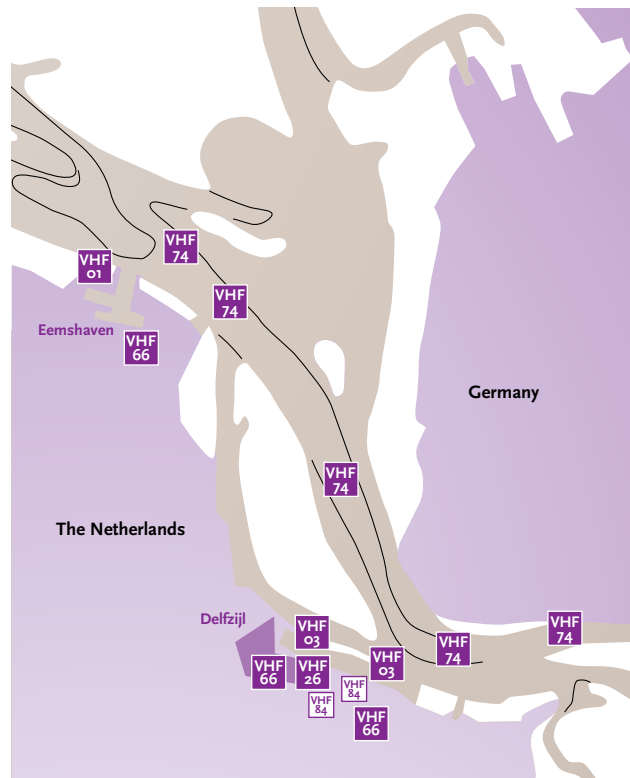 VHF
74
VHF
01
VHF
74
Eemshaven
VHF
66
Germany
VHF
74
The Netherlands
Delfzijl
VHF
03
VHF
74
VHF
74
VHF
66
VHF
26
VHF
03
VHF
84
VHF
84
VHF
66